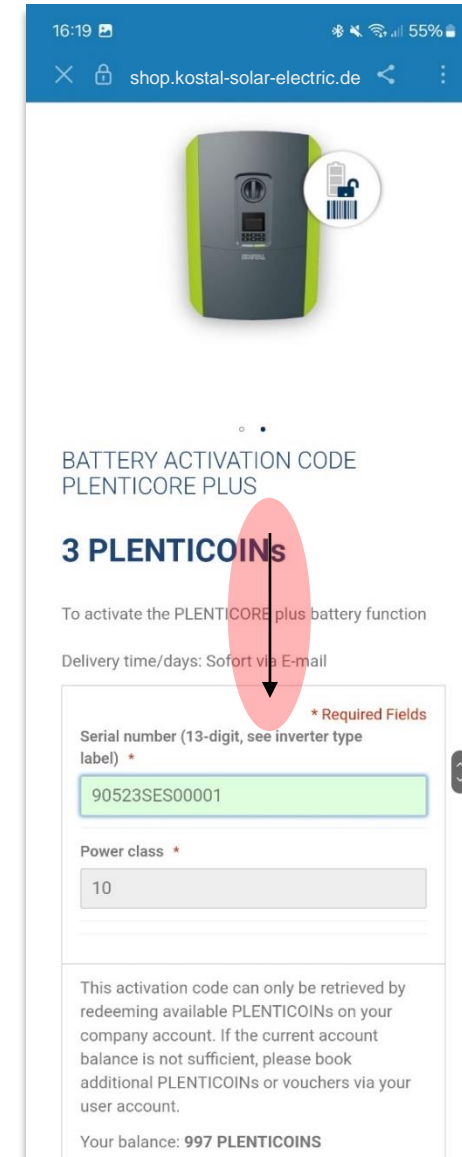 16:19 55%
shop.kostal-solar-electric.de
BATTERY ACTIVATION CODE
PLENTICORE PLUS
3 PLENTICOINs
To activate the PLENTICORE plus battery function
Delivery time/days: Sofort via E-mail
* Required Fields
Serial number (13-digit, see inverter type
label) *
90523SES00001
Power class *
10
This activation code can only be retrieved by
redeeming available PLENTICOINs on your
company account. If the current account
balance is not sufficient, please book
additional PLENTICOINs or vouchers via your
user account.
Your balance: 997 PLENTICOINS